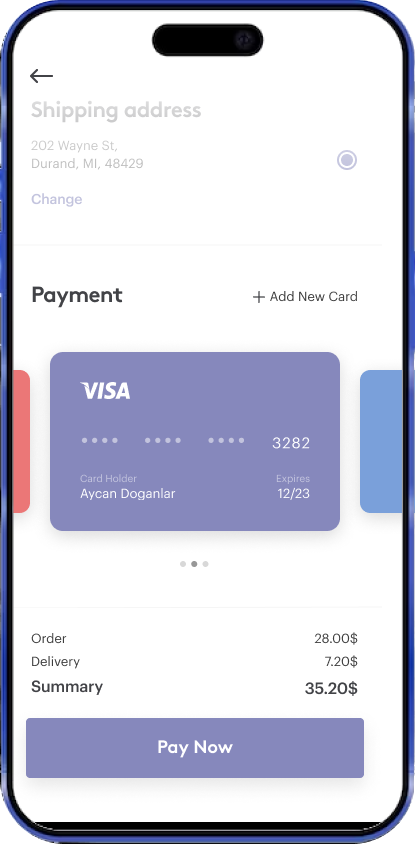 Shipping address
202 Wayne St,
Durand, MI, 48429
Change
Payment
+ Add New Card
VISA
•••• •••• •••• 3282
Card Holder
Expires
Aycan Doganlar
12/23
Order
28.00$
Delivery
7.20$
Summary
35.20$
Pay Now